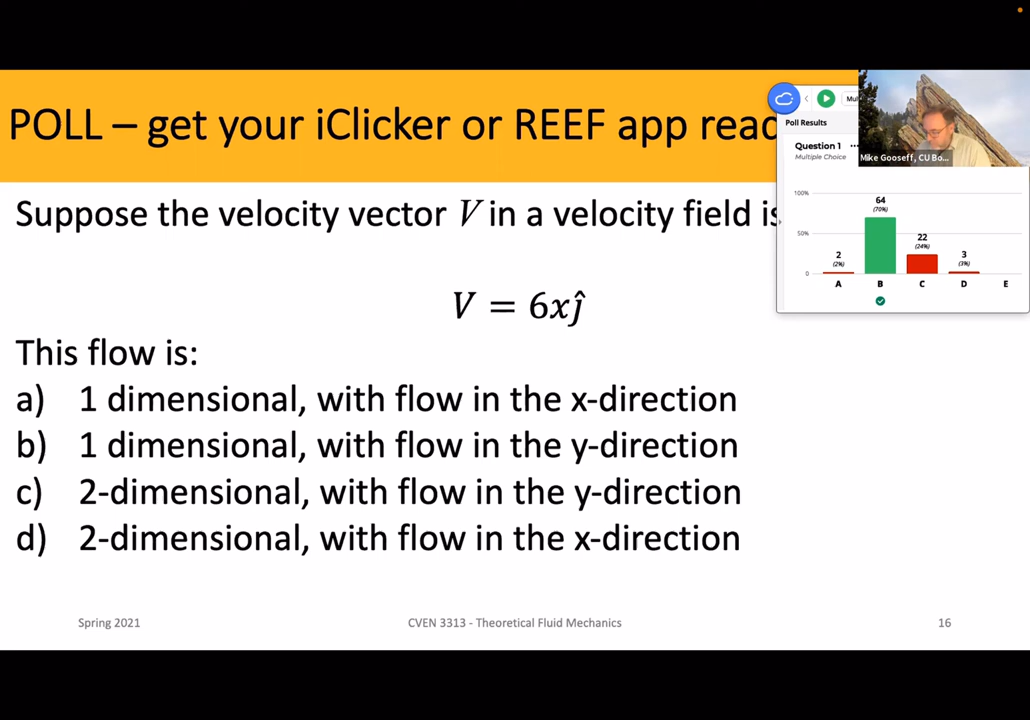 POLL – get your iClicker or REEF app read
Mul
Poll Results
Question 1 ...
Multiple Choice
Mike Gooseff, CU Bo...
100%
50%
0
2
(2%)
64
(70%)
22
(24%)
3
(3%)
A B C D E
Suppose the velocity vector V in a velocity field is
V = 6xĵ
This flow is:
a) 1 dimensional, with flow in the x-direction
b) 1 dimensional, with flow in the y-direction
c) 2-dimensional, with flow in the y-direction
d) 2-dimensional, with flow in the x-direction
Spring 2021
CVEN 3313 - Theoretical Fluid Mechanics
16